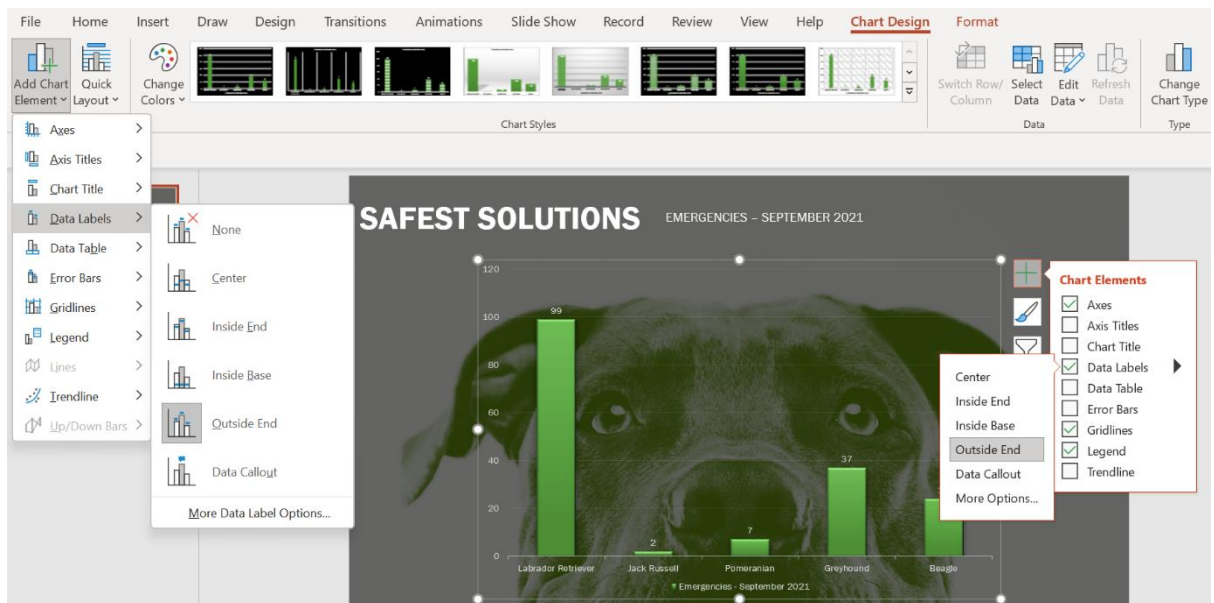 File Home Insert Draw Design Transitions Animations Slide Show Record Review View Help Chart Design Format
Add Chart Element
Quick Layout
Change Colors
Chart Styles
Switch Row/ Column
Select Data
Edit Data
Refresh Data
Data
Change Chart Type
Type
Axes
Axis Titles
Chart Title
Data Labels
Data Table
Error Bars
Gridlines
Legend
Lines
Trendline
Up/Down Bars
None
Center
Inside End
Inside Base
Outside End
Data Callout
More Data Label Options...
SAFEST SOLUTIONS EMERGENCIES – SEPTEMBER 2021
120
100
80
60
40
20
0
99
2
7
37
Labrador Retriever Jack Russell Pomeranian Greyhound Beagle
Emergencies - September 2021
Chart Elements
Axes
Axis Titles
Chart Title
Data Labels
Data Table
Error Bars
Gridlines
Legend
Trendline
Center
Inside End
Inside Base
Outside End
Data Callout
More Options...